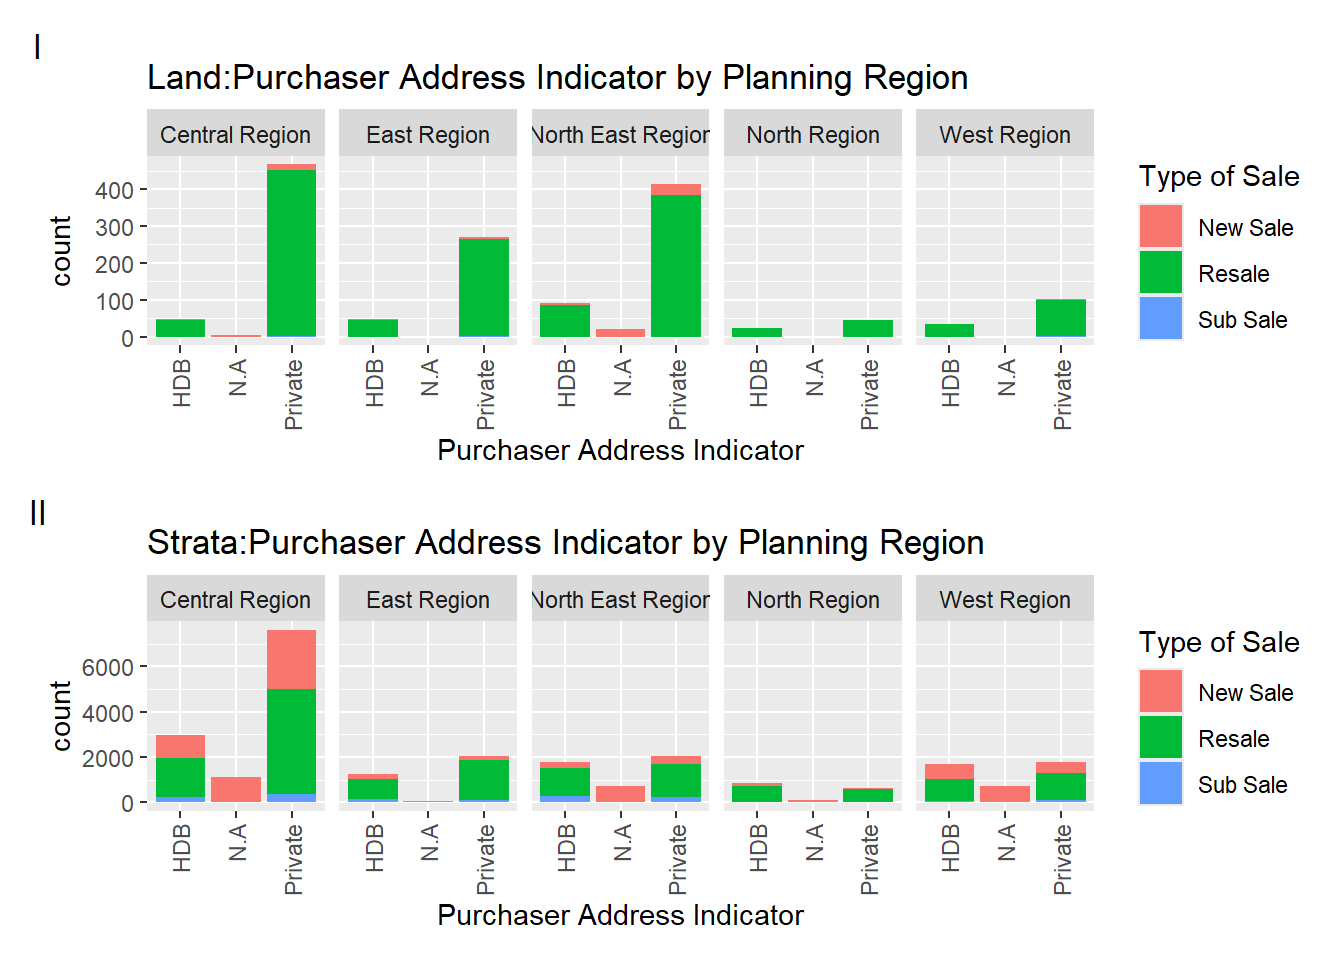 I
Land:Purchaser Address Indicator by Planning Region
Central Region East Region North East Region North Region West Region
count
400
300
200
100
0
HDB N.A Private HDB N.A Private HDB N.A Private HDB N.A Private HDB N.A Private
Purchaser Address Indicator
Type of Sale
New Sale
Resale
Sub Sale
II
Strata:Purchaser Address Indicator by Planning Region
Central Region East Region North East Region North Region West Region
count
6000
4000
2000
0
HDB N.A Private HDB N.A Private HDB N.A Private HDB N.A Private HDB N.A Private
Purchaser Address Indicator
Type of Sale
New Sale
Resale
Sub Sale